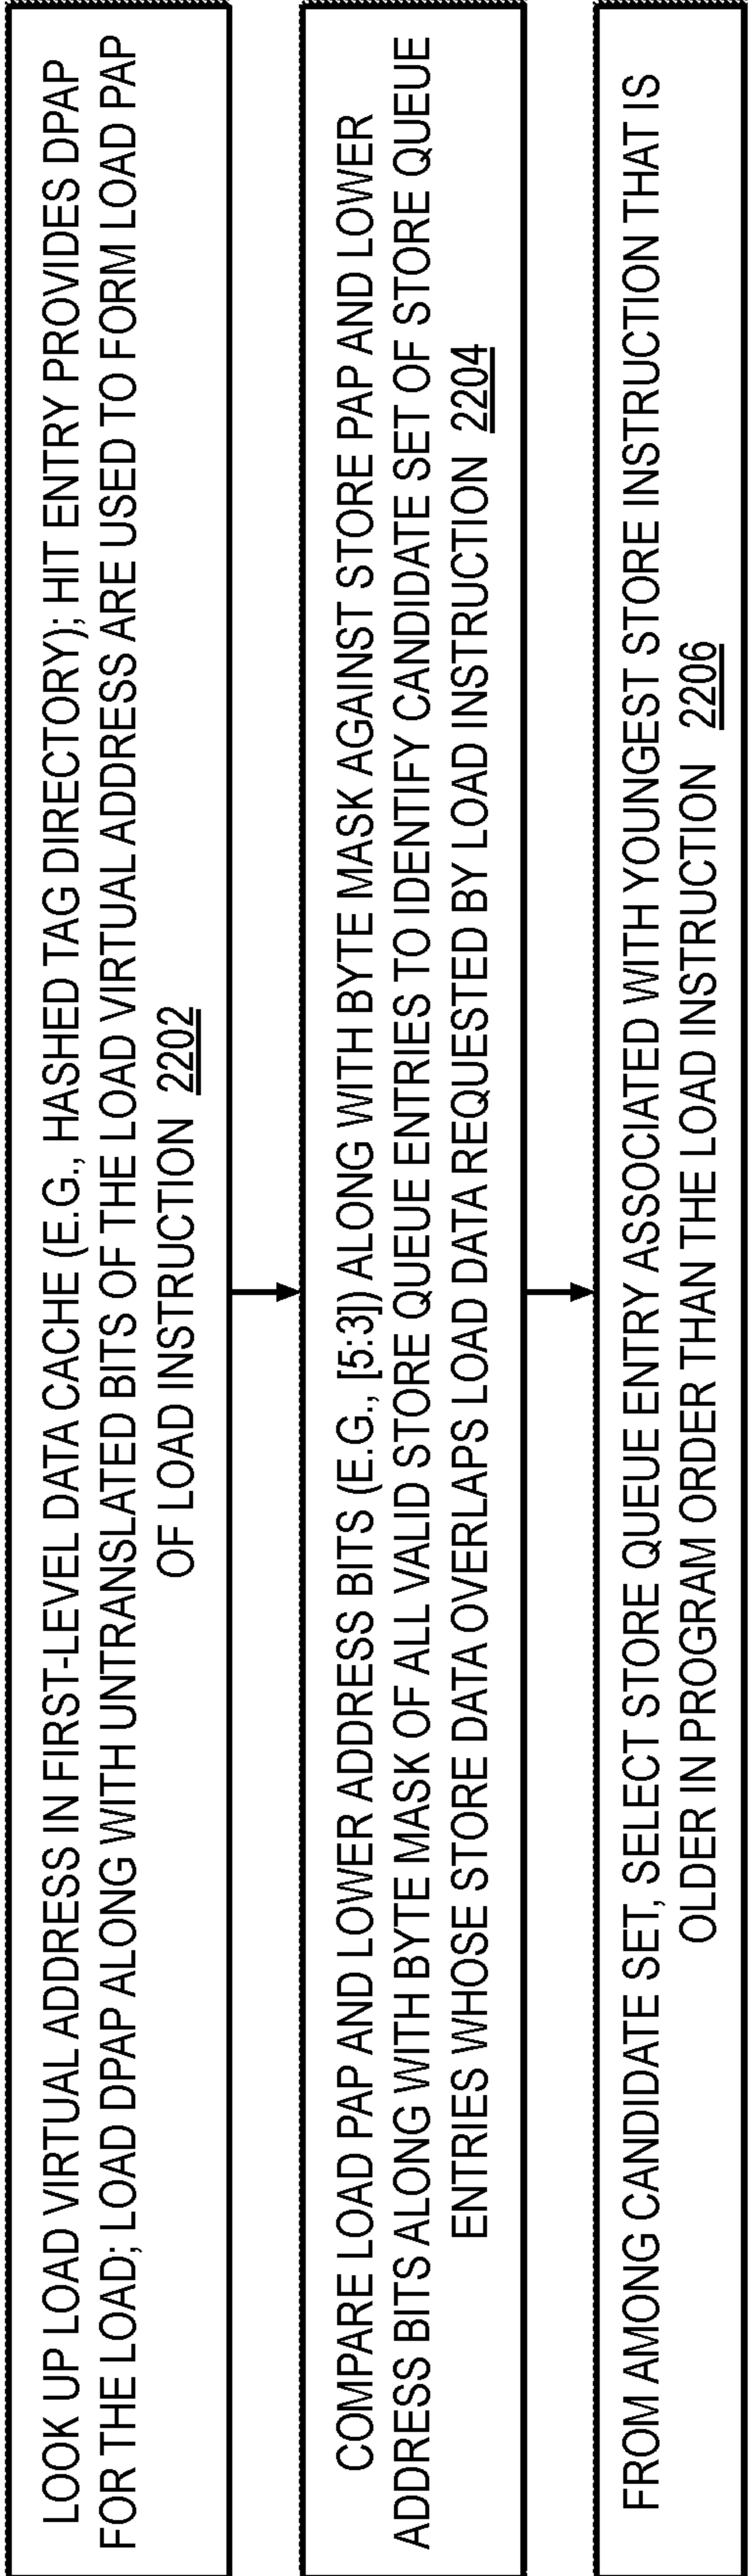 LOOK UP LOAD VIRTUAL ADDRESS IN FIRST-LEVEL DATA CACHE (E.G., HASHED TAG DIRECTORY); HIT ENTRY PROVIDES DPAP
FOR THE LOAD; LOAD DPAP ALONG WITH UNTRANSLATED BITS OF THE LOAD VIRTUAL ADDRESS ARE USED TO FORM LOAD PAP
OF LOAD INSTRUCTION 2202
COMPARE LOAD PAP AND LOWER ADDRESS BITS (E.G., [5:3]) ALONG WITH BYTE MASK AGAINST STORE PAP AND LOWER
ADDRESS BITS ALONG WITH BYTE MASK OF ALL VALID STORE QUEUE ENTRIES TO IDENTIFY CANDIDATE SET OF STORE QUEUE
ENTRIES WHOSE STORE DATA OVERLAPS LOAD DATA REQUESTED BY LOAD INSTRUCTION 2204
FROM AMONG CANDIDATE SET, SELECT STORE QUEUE ENTRY ASSOCIATED WITH YOUNGEST STORE INSTRUCTION THAT IS
OLDER IN PROGRAM ORDER THAN THE LOAD INSTRUCTION 2206